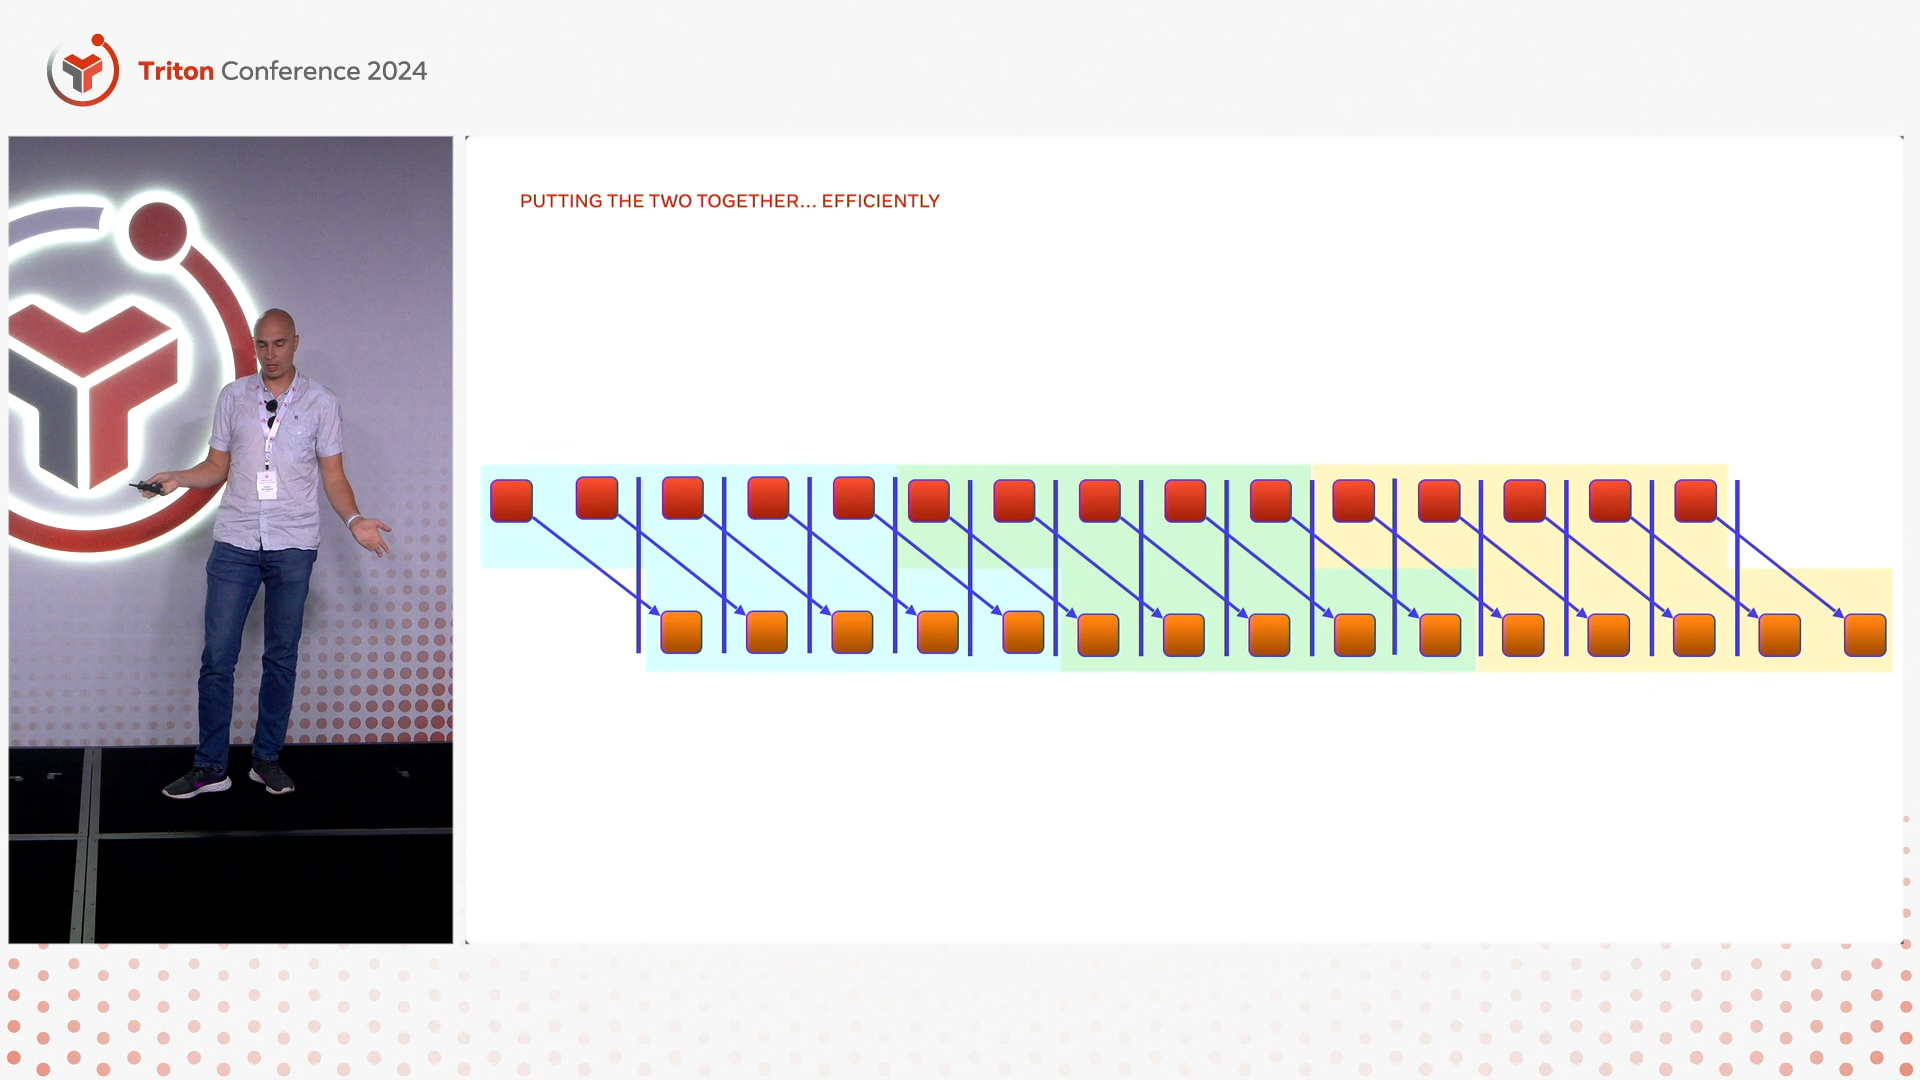 Triton Conference 2024
PUTTING THE TWO TOGETHER... EFFICIENTLY